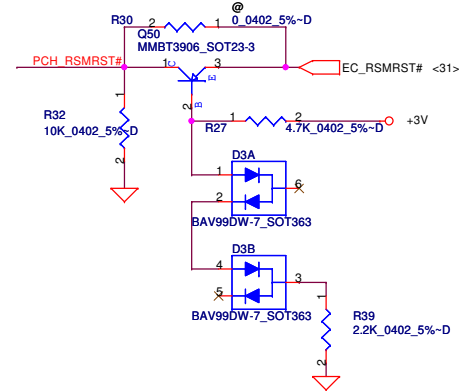 @
R30 2 1 0_0402_5%~D
Q50
MMBT3906_SOT23-3
PCH_RSMRST# 1 C 3 E EC_RSMRST# <31>
B
1 2
R32
10K_0402_5%~D
2
R27 1 2 +3V
4.7K_0402_5%~D
D3A
1 6
2
BAV99DW-7_SOT363
D3B
4 3
5
BAV99DW-7_SOT363
1
R39
2.2K_0402_5%~D
2